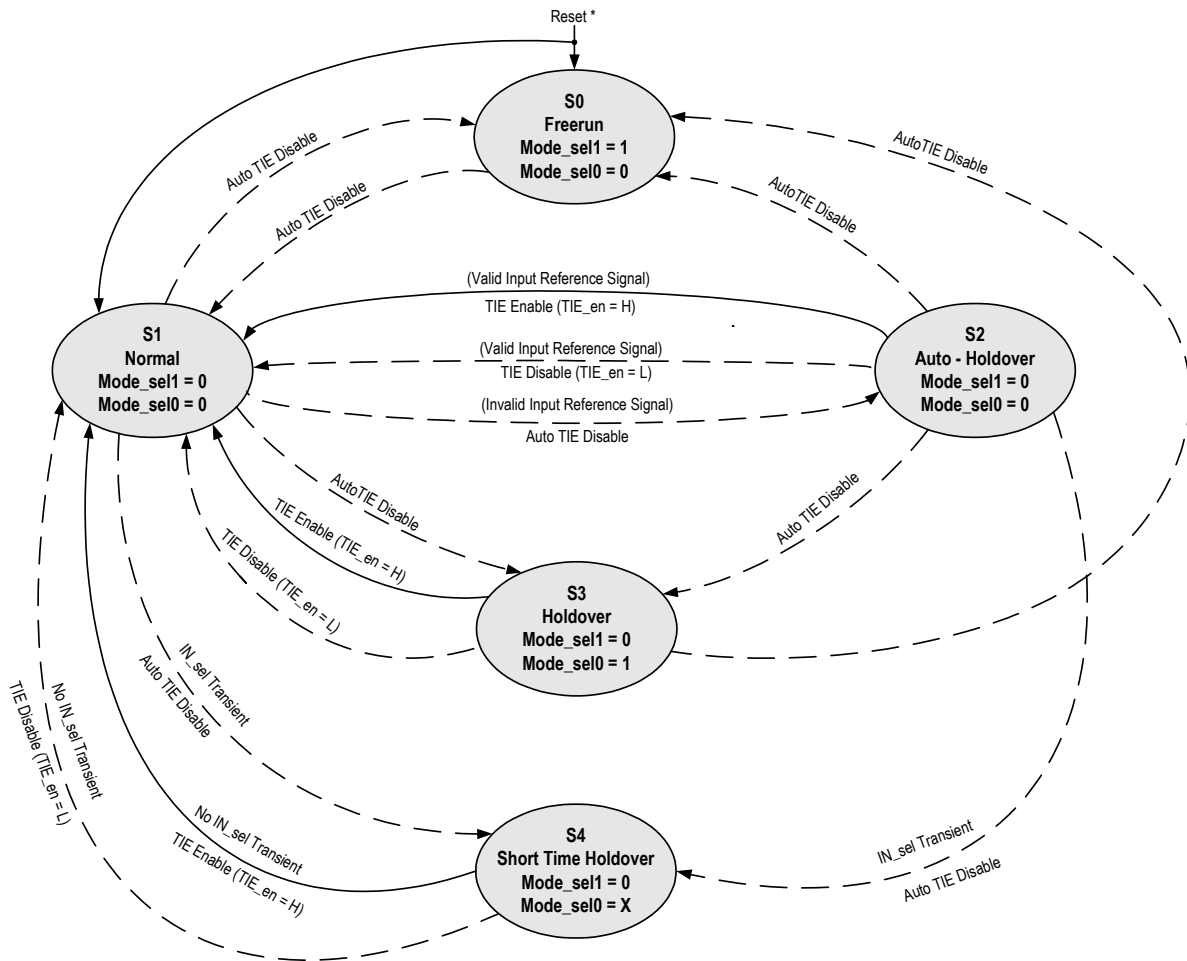 Reset *
S0
Freerun
Mode_sel1 = 1
Mode_sel0 = 0
Auto TIE Disable
Auto TIE Disable
AutoTIE Disable
AutoTIE Disable
(Valid Input Reference Signal)
TIE Enable (TIE_en = H)
S1
Normal
Mode_sel1 = 0
Mode_sel0 = 0
(Valid Input Reference Signal)
TIE Disable (TIE_en = L)
(Invalid Input Reference Signal)
Auto TIE Disable
S2
Auto - Holdover
Mode_sel1 = 0
Mode_sel0 = 0
AutoTIE Disable
TIE Enable (TIE_en = H)
TIE Disable (TIE_en = L)
Auto TIE Disable
S3
Holdover
Mode_sel1 = 0
Mode_sel0 = 1
IN_sel Transient
Auto TIE Disable
No IN_sel Transient
TIE Disable (TIE_en = L)
No IN_sel Transient
TIE Enable (TIE_en = H)
S4
Short Time Holdover
Mode_sel1 = 0
Mode_sel0 = X
IN_sel Transient
Auto TIE Disable